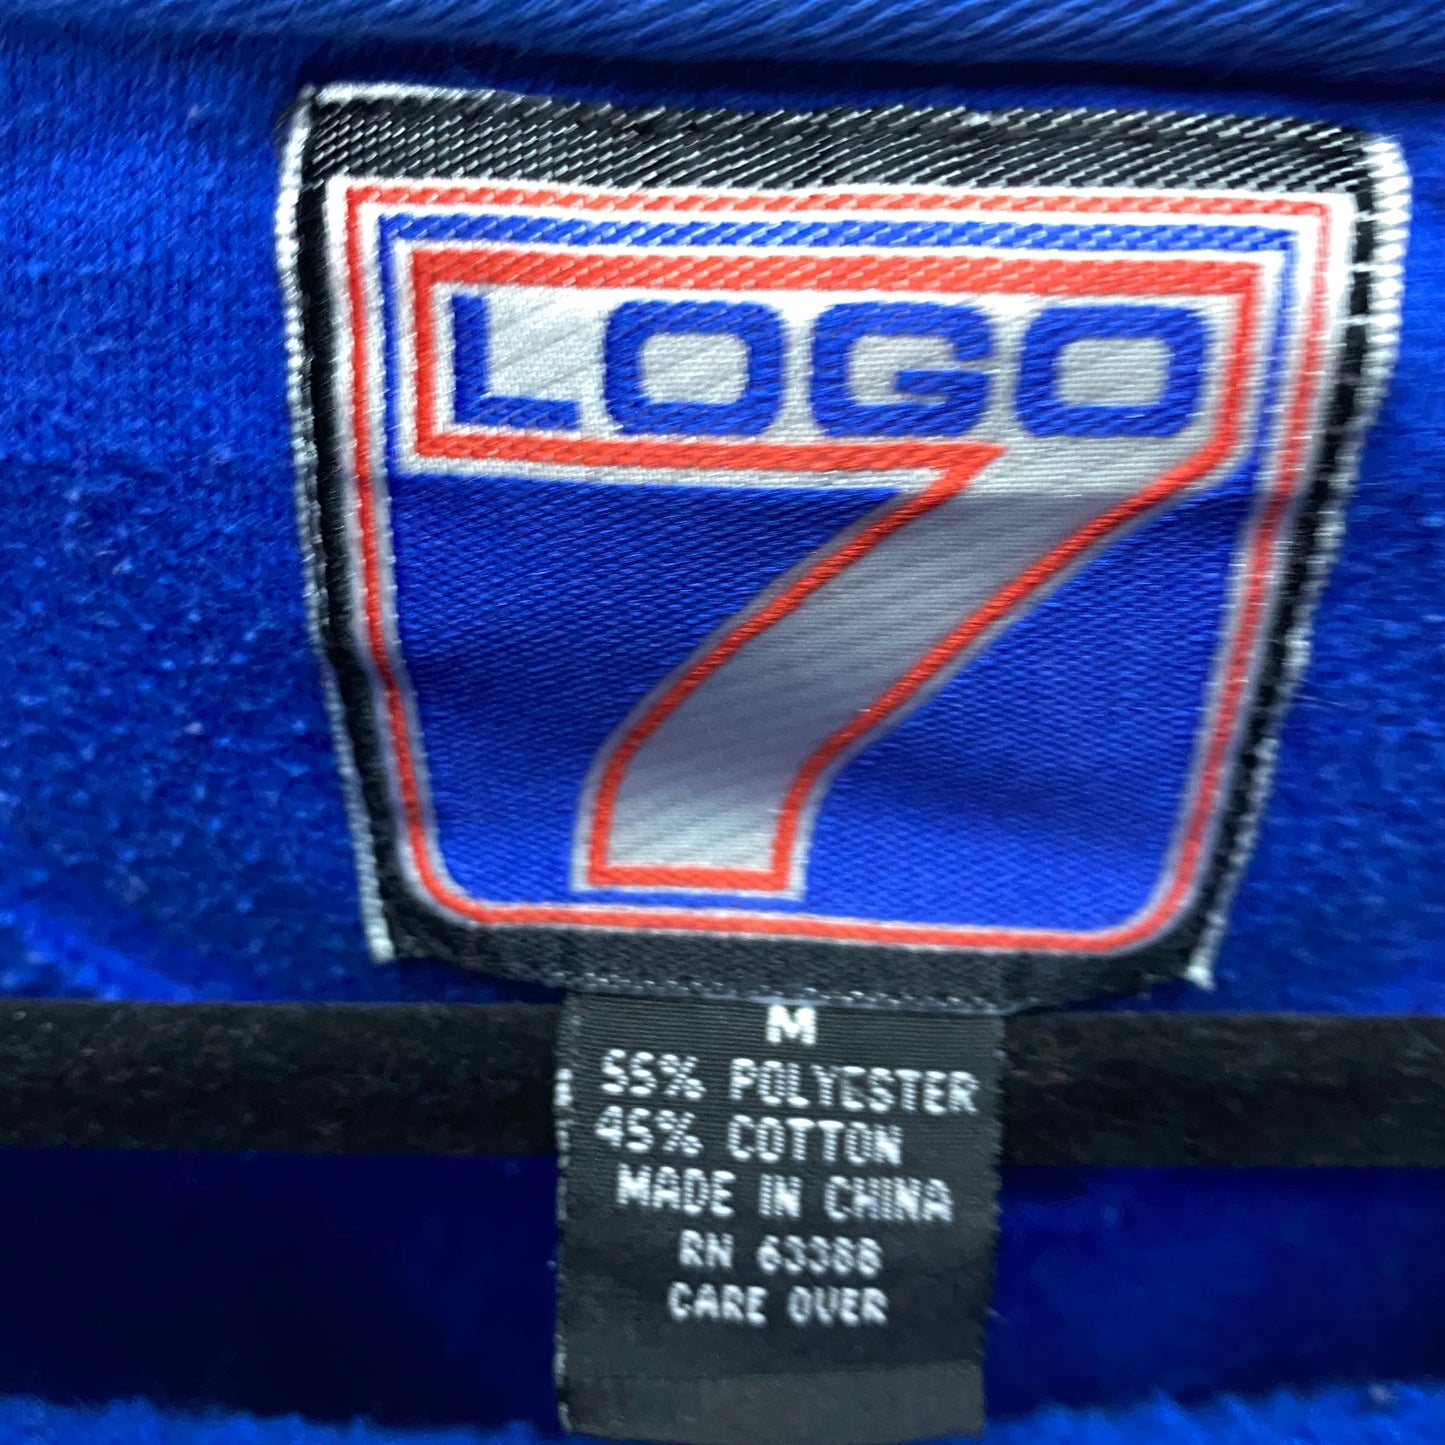 LOGO
7
M
55% POLYESTER
45% COTTON
MADE IN CHINA
RN 63388
CARE OVER